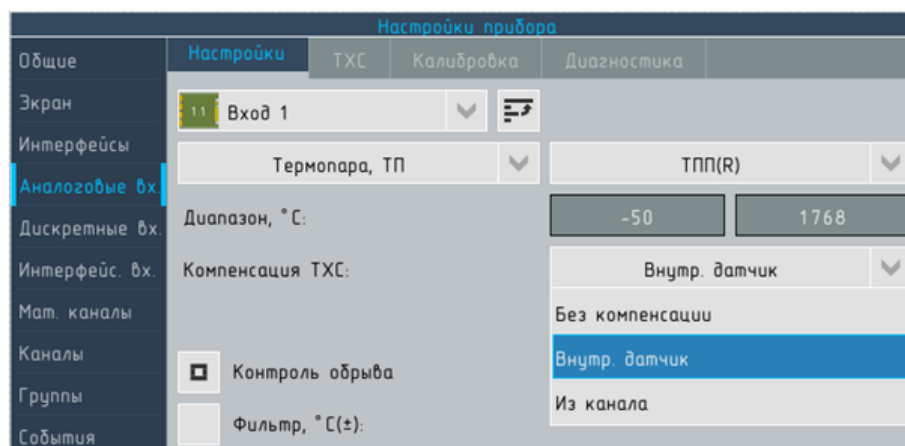 Настройки прибора
Общие
Экран
Интерфейсы
Аналоговые вх.
Дискретные вх.
Интерфейс. вх.
Мат. каналы
Каналы
Группы
События
Настройки ТХС Калибровка Диагностика
1.1 Вход 1
Термопара, ТП ТПП(R)
Диапазон, °C: -50 1768
Компенсация ТХС: Внутр. датчик
Без компенсации
Внутр. датчик
Из канала
Контроль обрыва
Фильтр, °C(±):